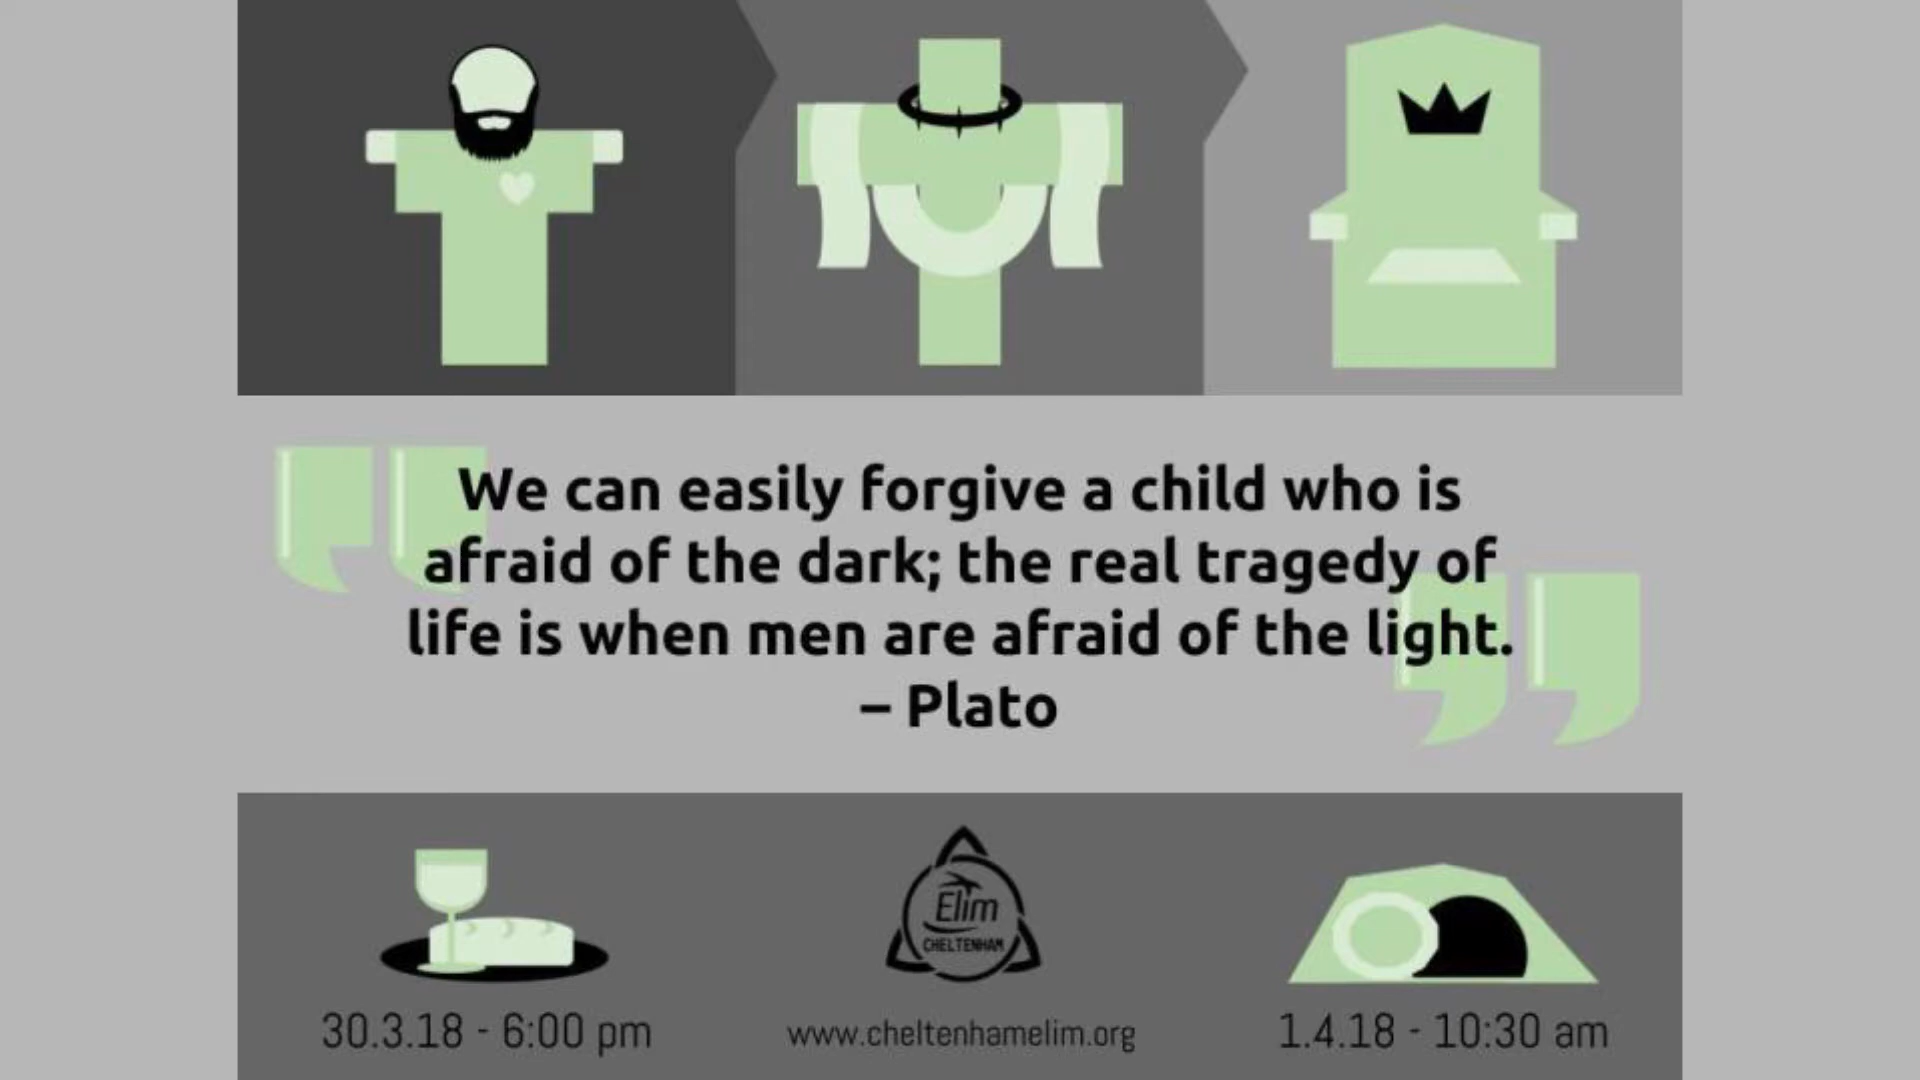 We can easily forgive a child who is
afraid of the dark; the real tragedy of
life is when men are afraid of the light.
– Plato
Elim
CHELTENHAM
30.3.18 - 6:00 pm
www.cheltenhamelim.org
1.4.18 - 10:30 am